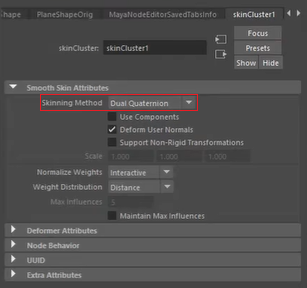 shape PlaneShapeOrig MayaNodeEditorSavedTabsInfo skinCluster1
Focus
skinCluster: skinCluster1
Presets
Show Hide
Smooth Skin Attributes
Skinning Method Dual Quaternion
Use Components
Deform User Normals
Support Non-Rigid Transformations
Scale 1.000 1.000 1.000
Normalize Weights Interactive
Weight Distribution Distance
Max Influences 5
Maintain Max Influences
Deformer Attributes
Node Behavior
UUID
Extra Attributes